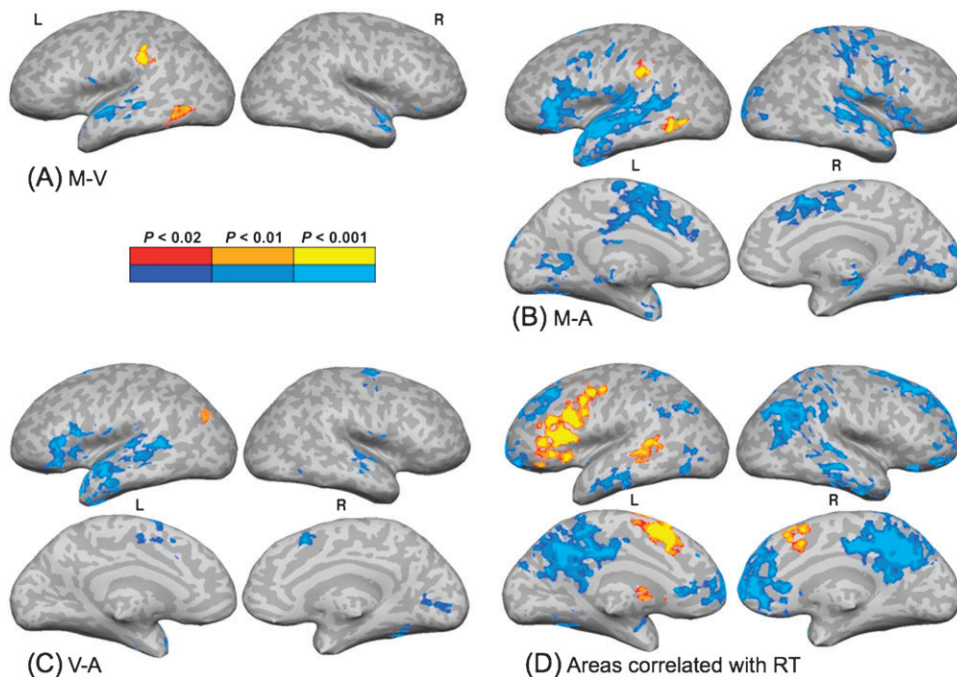 L R
(A) M-V
P < 0.02 P < 0.01 P < 0.001
L R
(B) M-A
(C) V-A
L R
L R
(D) Areas correlated with RT